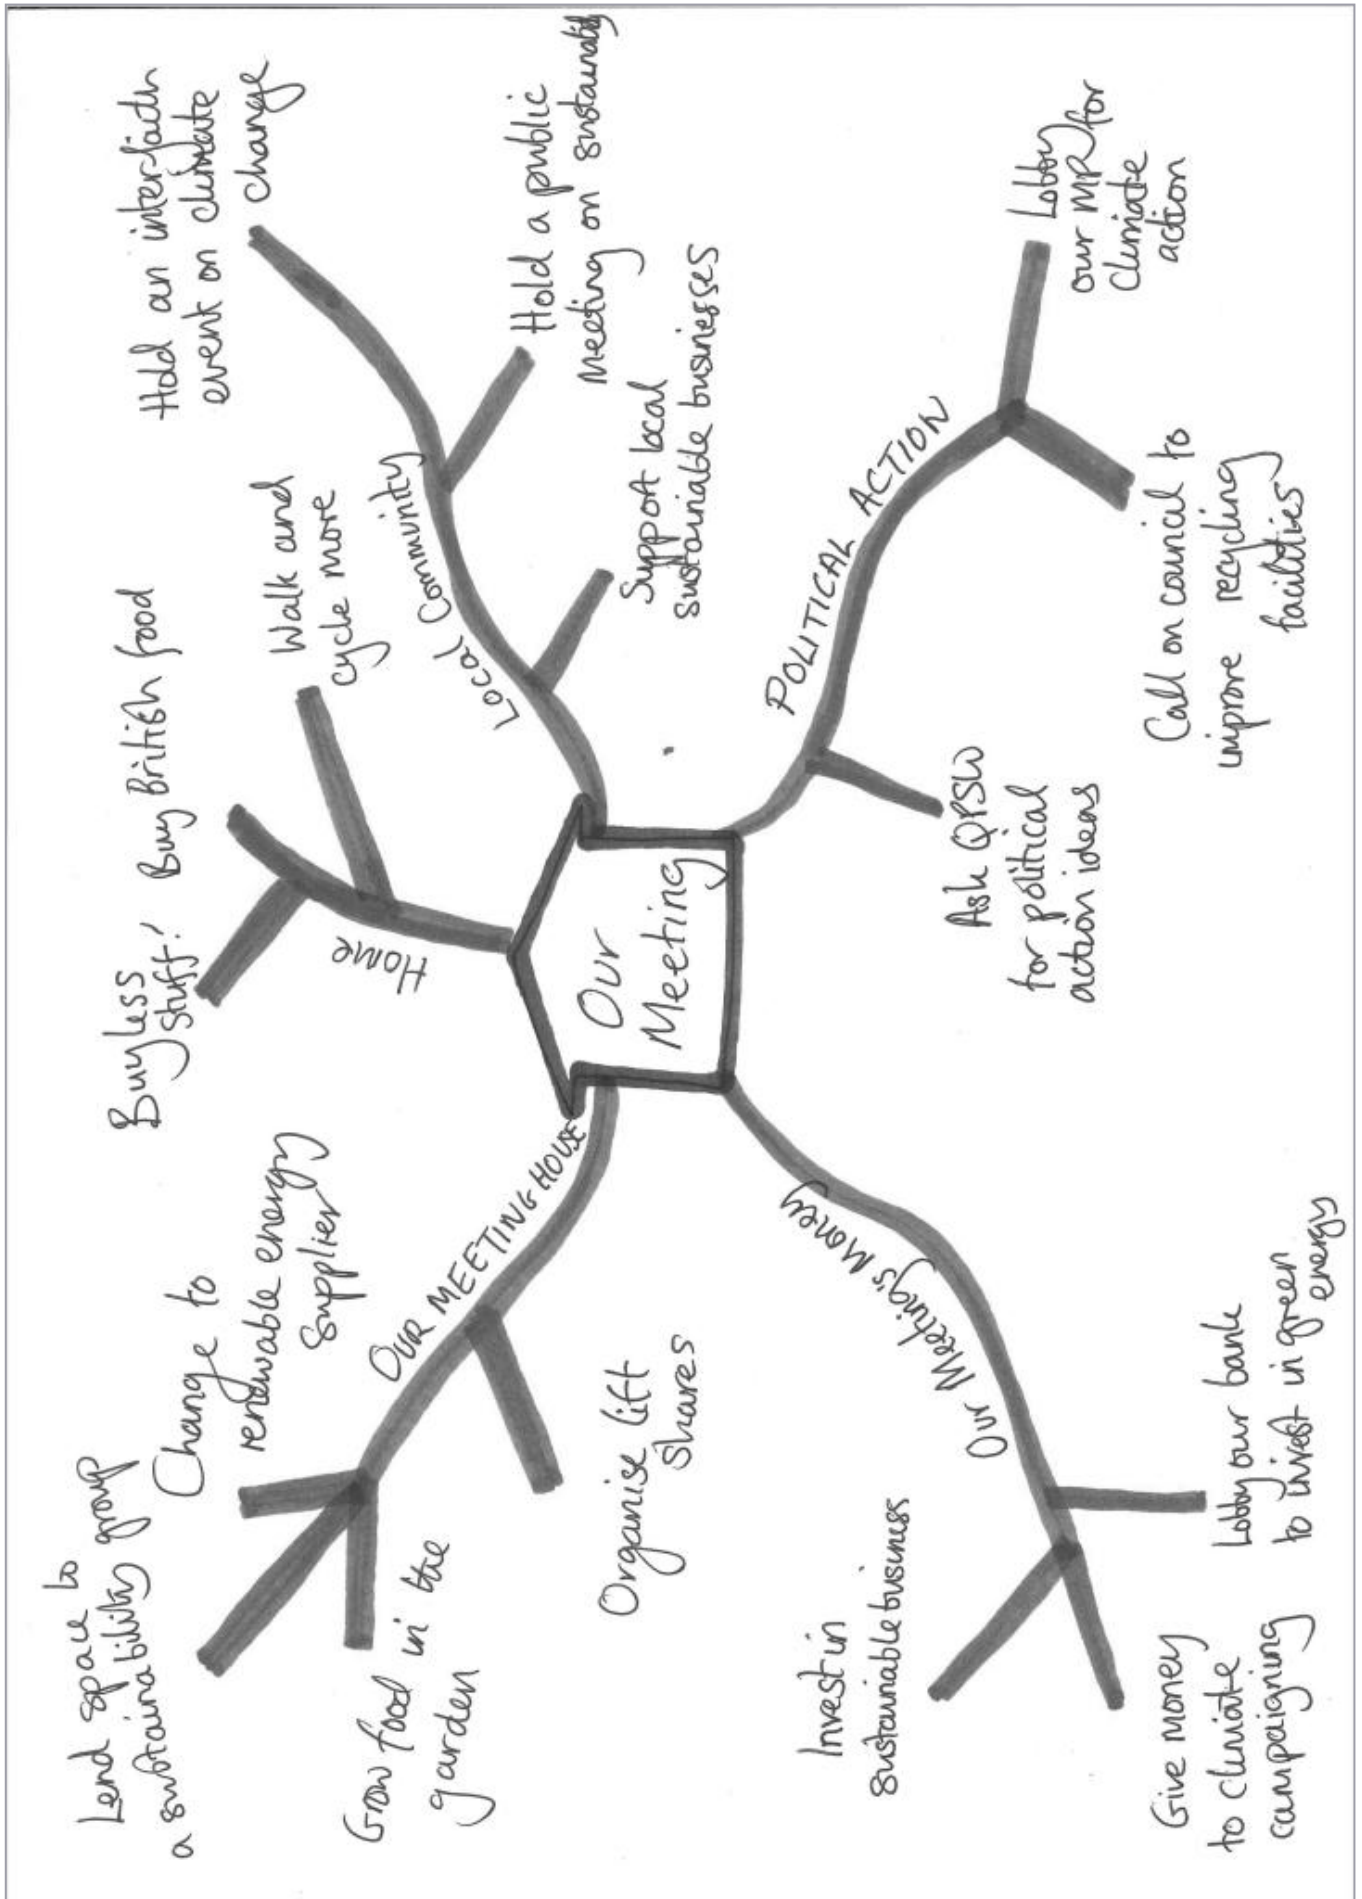 Our
Meeting
OUR MEETING HOUSE
Lend space to
a sustainability group
Change to
renewable energy
supplier
Grow food in the
garden
Organise lift
shares
Home
Buy less
stuff!
Buy British food
Walk and
cycle more
Local Community
Hold an interfaith
event on climate
change
Hold a public
meeting on sustainability
Support local
sustainable businesses
POLITICAL ACTION
Lobby
our MP for
climate
action
Call on council to
improve recycling
facilities
Ask QPSW
for political
action ideas
Our Meeting's Money
Invest in
sustainable business
Give money
to climate
campaigning
Lobby our bank
to invest in green
energy